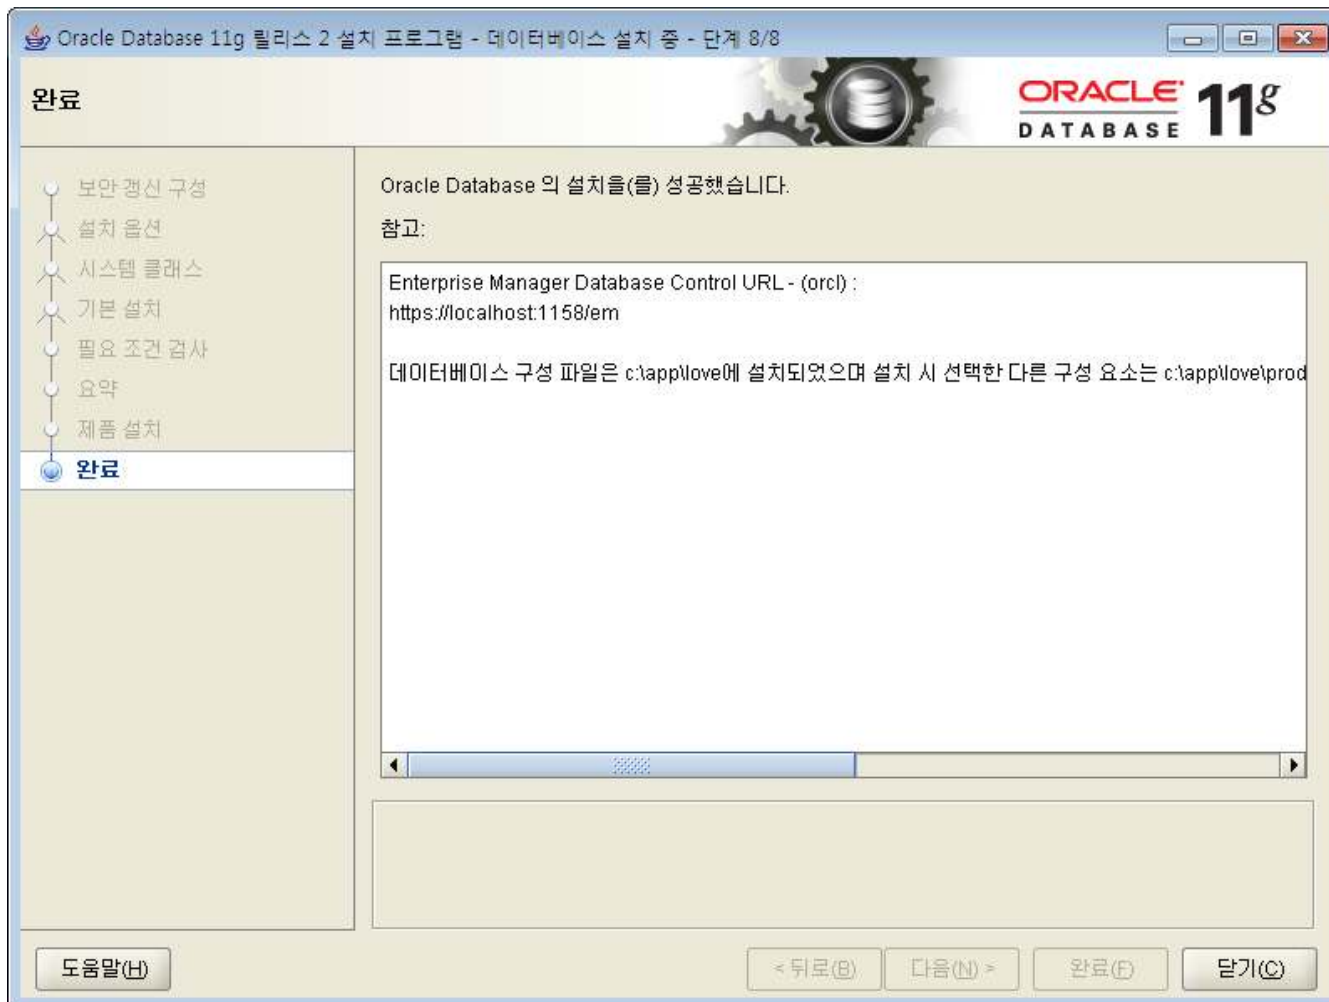 Oracle Database 11g 릴리스 2 설치 프로그램 - 데이터베이스 설치 중 - 단계 8/8
완료
ORACLE DATABASE 11g
보안 갱신 구성
설치 옵션
시스템 클래스
기본 설치
필요 조건 검사
요약
제품 설치
완료
Oracle Database 의 설치을(를) 성공했습니다.
참고:
Enterprise Manager Database Control URL - (orcl) :
https://localhost:1158/em
데이터베이스 구성 파일은 c:\app\love에 설치되었으며 설치 시 선택한 다른 구성 요소는 c:\app\love\prod
도움말(H)
< 뒤로(B)
다음(N) >
완료(F)
닫기(C)